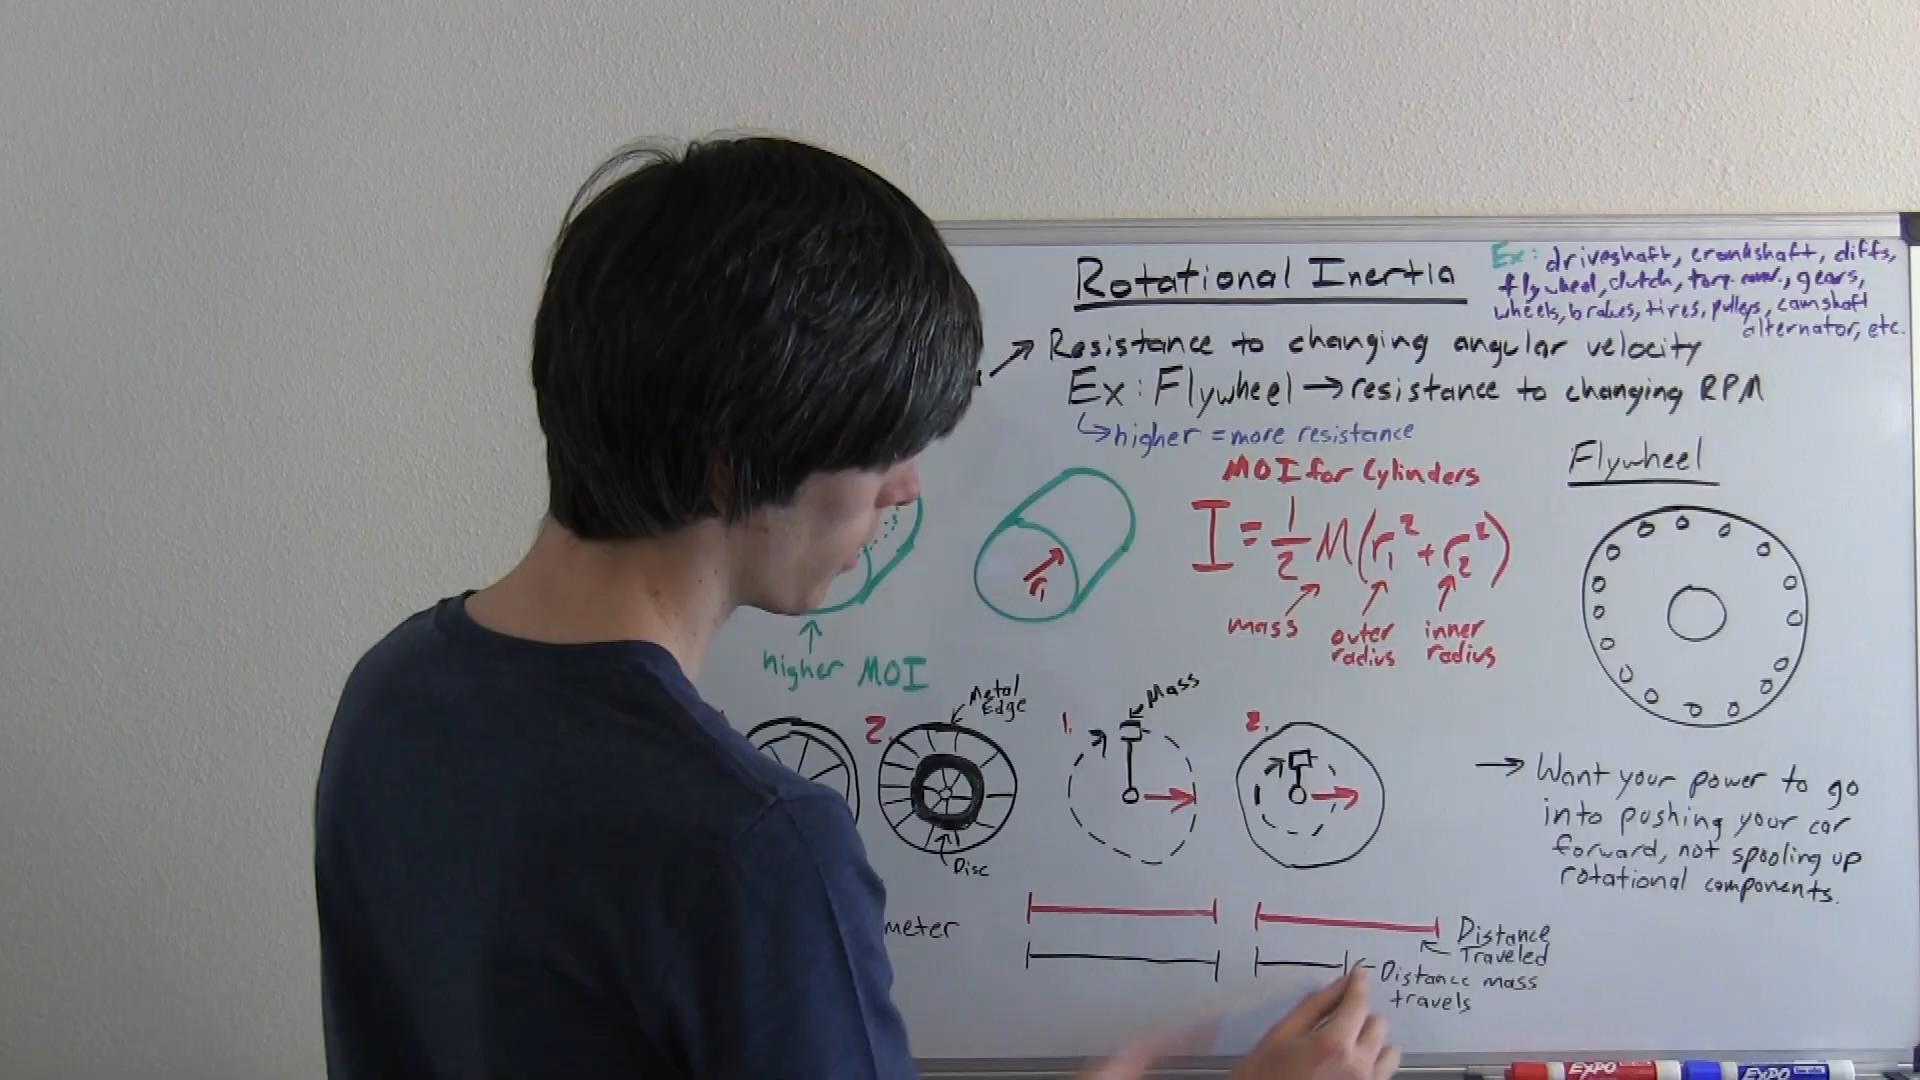 Rotational Inertia
Ex: driveshaft, crankshaft, diffs,
flywheel, clutch, torq. conv., gears,
wheels, brakes, tires, pulleys, camshaft
alternator, etc.
→ Resistance to changing angular velocity
Ex: Flywheel → resistance to changing RPM
↳ higher = more resistance
MOI for Cylinders
I = 1/2 M(r₁² + r₂²)
mass
outer
radius
inner
radius
r₁
higher MOI
Flywheel
2.
Metal
Edge
Disc
1.
Mass
2.
→ Want your power to go
into pushing your car
forward, not spooling up
rotational components.
meter
Distance
Traveled
Distance mass
travels
EXPO
EXPO